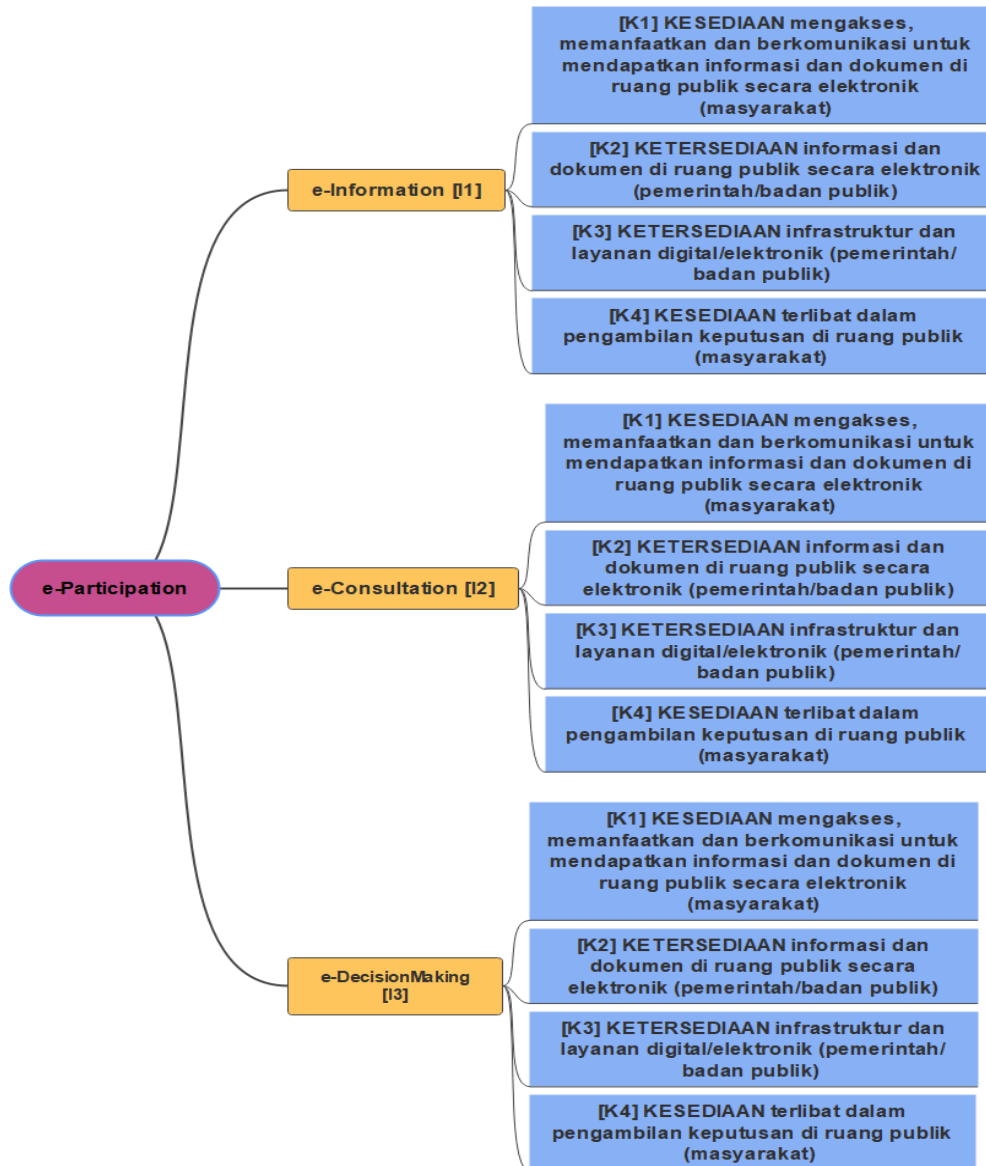 [K1] KESEDIAAN mengakses,
memanfaatkan dan berkomunikasi untuk
mendapatkan informasi dan dokumen di
ruang publik secara elektronik
(masyarakat)
[K2] KETERSEDIAAN informasi dan
dokumen di ruang publik secara elektronik
(pemerintah/badan publik)
e-Information [I1]
[K3] KETERSEDIAAN infrastruktur dan
layanan digital/elektronik (pemerintah/
badan publik)
[K4] KESEDIAAN terlibat dalam
pengambilan keputusan di ruang publik
(masyarakat)
[K1] KESEDIAAN mengakses,
memanfaatkan dan berkomunikasi untuk
mendapatkan informasi dan dokumen di
ruang publik secara elektronik
(masyarakat)
[K2] KETERSEDIAAN informasi dan
dokumen di ruang publik secara
elektronik (pemerintah/badan publik)
e-Participation
e-Consultation [I2]
[K3] KETERSEDIAAN infrastruktur dan
layanan digital/elektronik (pemerintah/
badan publik)
[K4] KESEDIAAN terlibat dalam
pengambilan keputusan di ruang publik
(masyarakat)
[K1] KESEDIAAN mengakses,
memanfaatkan dan berkomunikasi untuk
mendapatkan informasi dan dokumen di
ruang publik secara elektronik
(masyarakat)
[K2] KETERSEDIAAN informasi dan
dokumen di ruang publik secara
elektronik (pemerintah/badan publik)
e-DecisionMaking
[I3]
[K3] KETERSEDIAAN infrastruktur dan
layanan digital/elektronik (pemerintah/
badan publik)
[K4] KESEDIAAN terlibat dalam
pengambilan keputusan di ruang publik
(masyarakat)